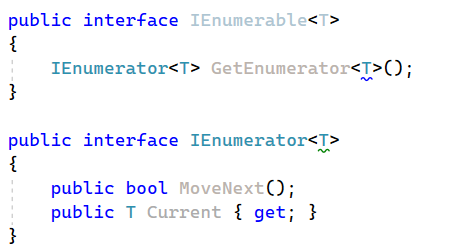 public interface IEnumerable<T>
{
    IEnumerator<T> GetEnumerator<T>();
}

public interface IEnumerator<T>
{
    public bool MoveNext();
    public T Current { get; }
}